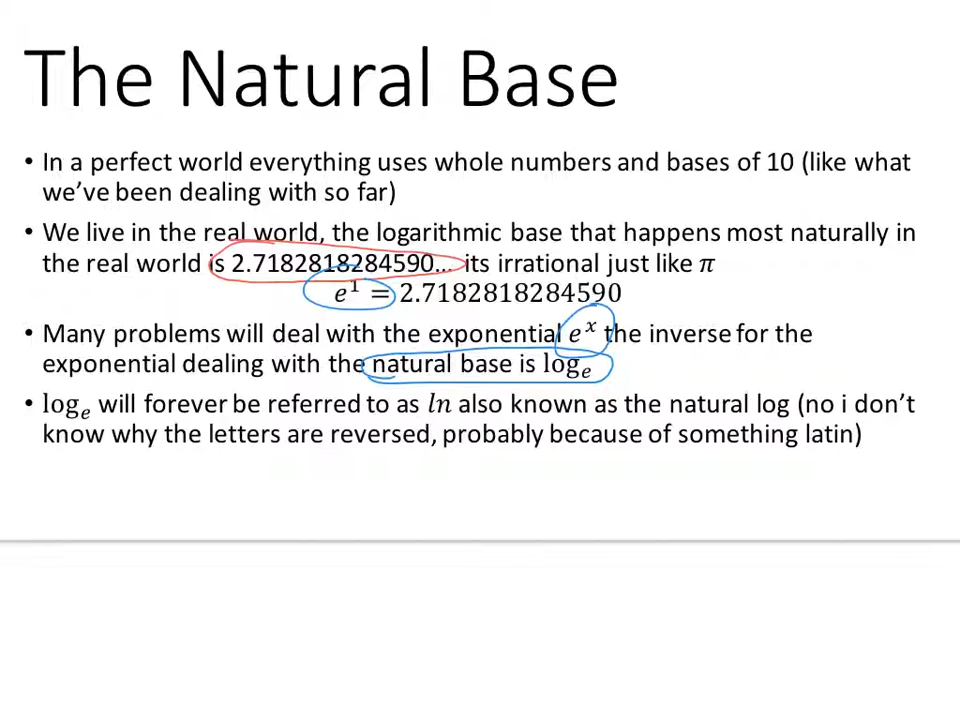 The Natural Base
• In a perfect world everything uses whole numbers and bases of 10 (like what
we've been dealing with so far)
• We live in the real world, the logarithmic base that happens most naturally in
the real world is 2.7182818284590... its irrational just like π
e¹ = 2.7182818284590
• Many problems will deal with the exponential eˣ the inverse for the
exponential dealing with the natural base is logₑ
• logₑ will forever be referred to as ln also known as the natural log (no i don't
know why the letters are reversed, probably because of something latin)